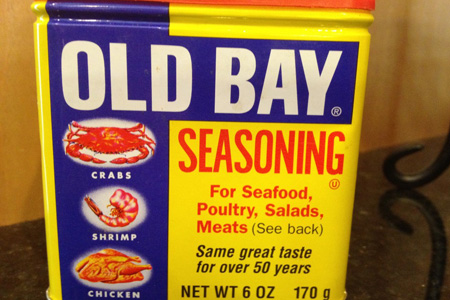 OLD BAY®
SEASONING
Ⓤ
CRABS
SHRIMP
CHICKEN
For Seafood,
Poultry, Salads,
Meats (See back)
Same great taste
for over 50 years
NET WT 6 OZ 170 g